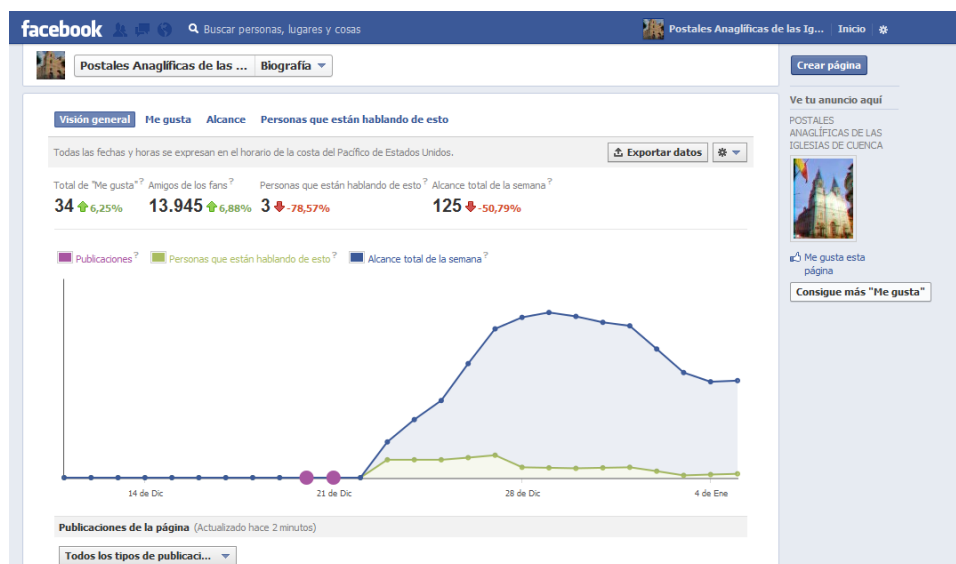 facebook
Buscar personas, lugares y cosas
Postales Anaglíficas de las Ig...
Inicio
Postales Anaglíficas de las ...
Biografía
Crear página
Visión general
Me gusta
Alcance
Personas que están hablando de esto
Ve tu anuncio aquí
POSTALES
ANAGLÍFICAS DE LAS
IGLESIAS DE CUENCA
Todas las fechas y horas se expresan en el horario de la costa del Pacífico de Estados Unidos.
Exportar datos
Total de "Me gusta"? Amigos de los fans? Personas que están hablando de esto? Alcance total de la semana?
34 6,25% 13.945 6,88% 3 -78,57% 125 -50,79%
Publicaciones? Personas que están hablando de esto? Alcance total de la semana?
Me gusta esta
página
Consigue más "Me gusta"
14 de Dic 21 de Dic 28 de Dic 4 de Ene
Publicaciones de la página (Actualizado hace 2 minutos)
Todos los tipos de publicaci...